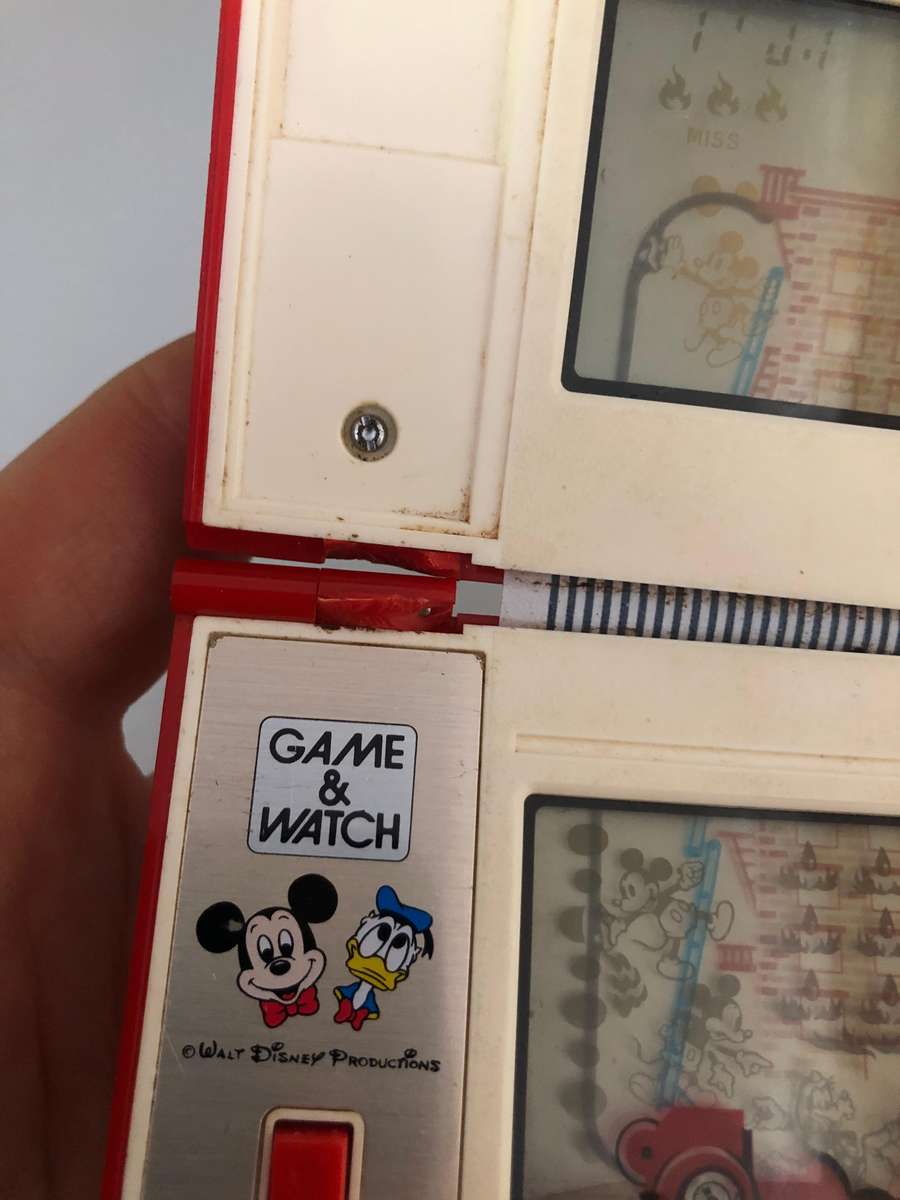 MISS
GAME
&
WATCH
© WALT DISNEY PRODUCTIONS